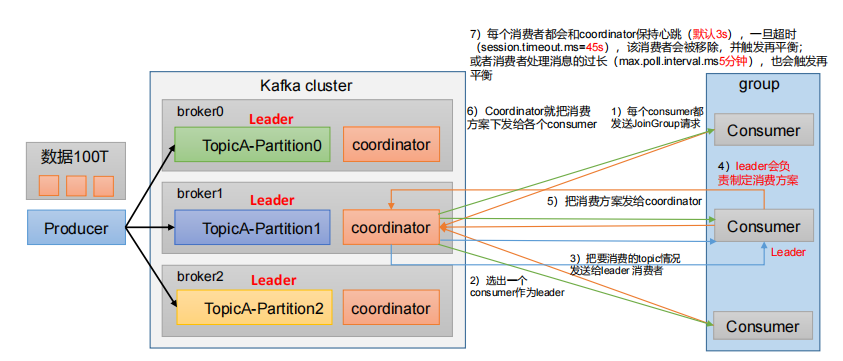 7）每个消费者都会和coordinator保持心跳（默认3s），一旦超时
（session.timeout.ms=45s），该消费者会被移除，并触发再平衡；
或者消费者处理消息的过长（max.poll.interval.ms5分钟），也会触发再
平衡
Kafka cluster
group
broker0
Leader
TopicA-Partition0
coordinator
6）Coordinator就把消费
方案下发给各个consumer
1）每个consumer都
发送JoinGroup请求
Consumer
数据100T
4）leader会负
责制定消费方案
broker1
Leader
TopicA-Partition1
coordinator
5）把消费方案发给coordinator
Producer
Consumer
Leader
3）把要消费的topic情况
发送给leader 消费者
broker2
Leader
TopicA-Partition2
coordinator
2）选出一个
consumer作为leader
Consumer